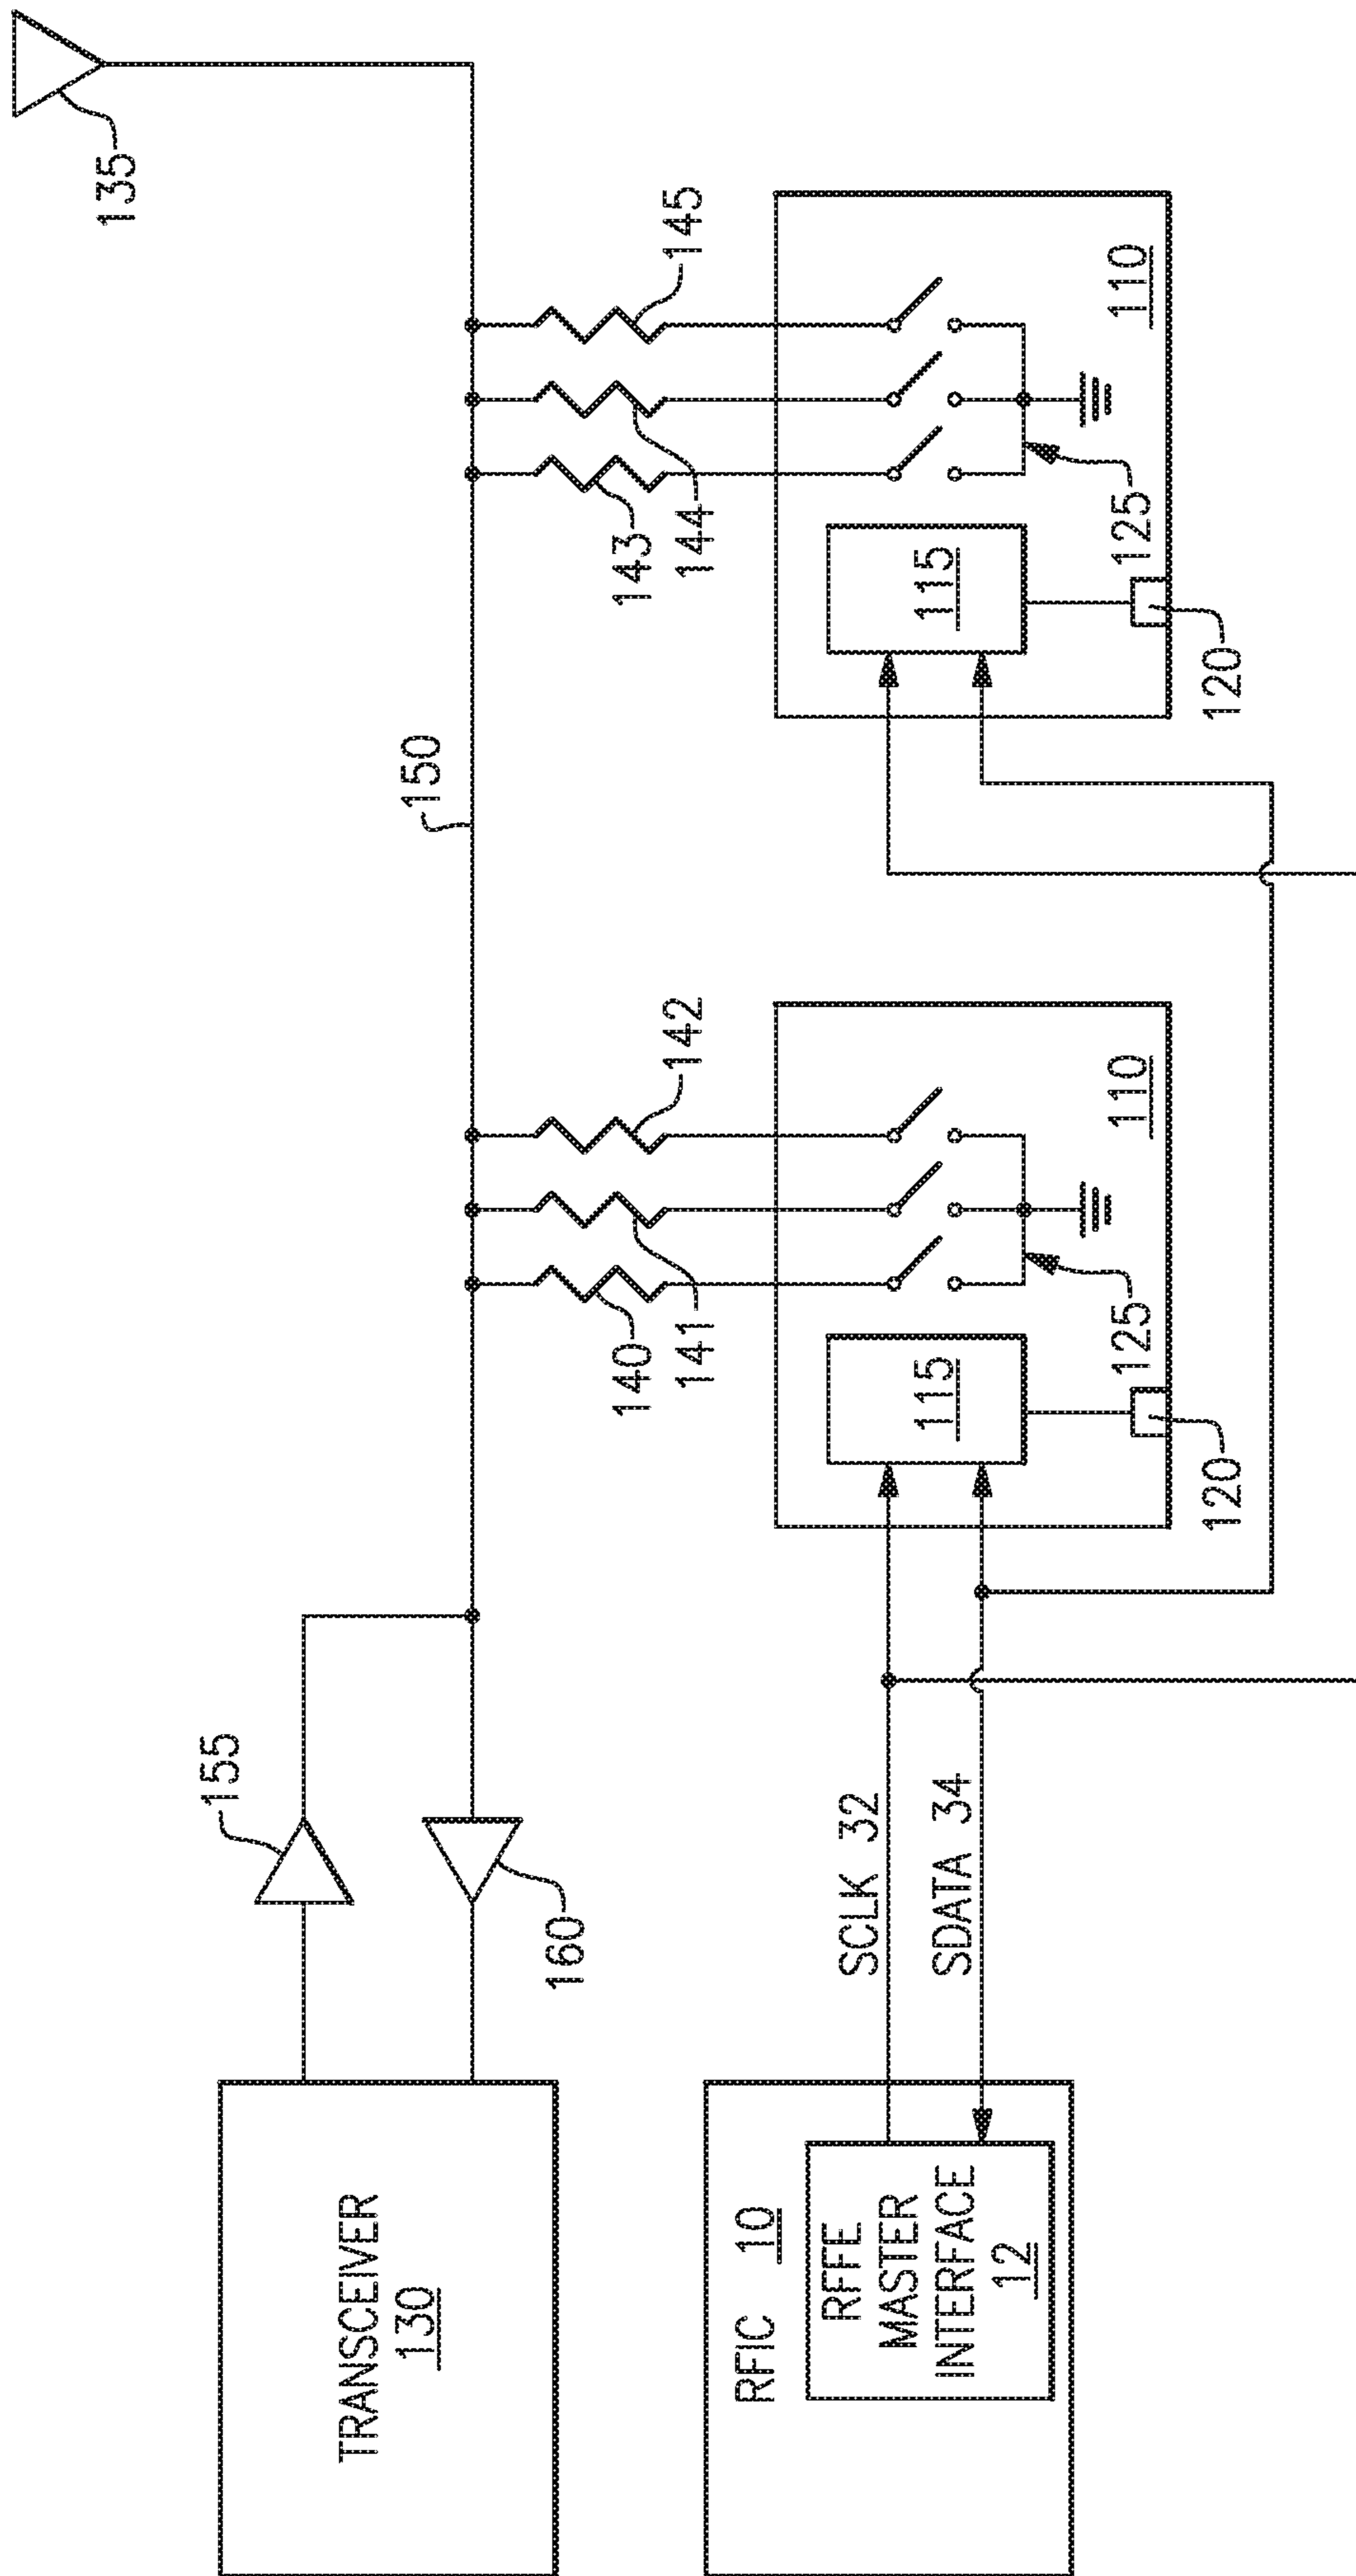 135
150
145
144
143
142
141
140
155
160
TRANSCEIVER
130
110
115
125
120
110
115
125
120
SCLK 32
SDATA 34
RFIC 10
RFFE
MASTER
INTERFACE
12